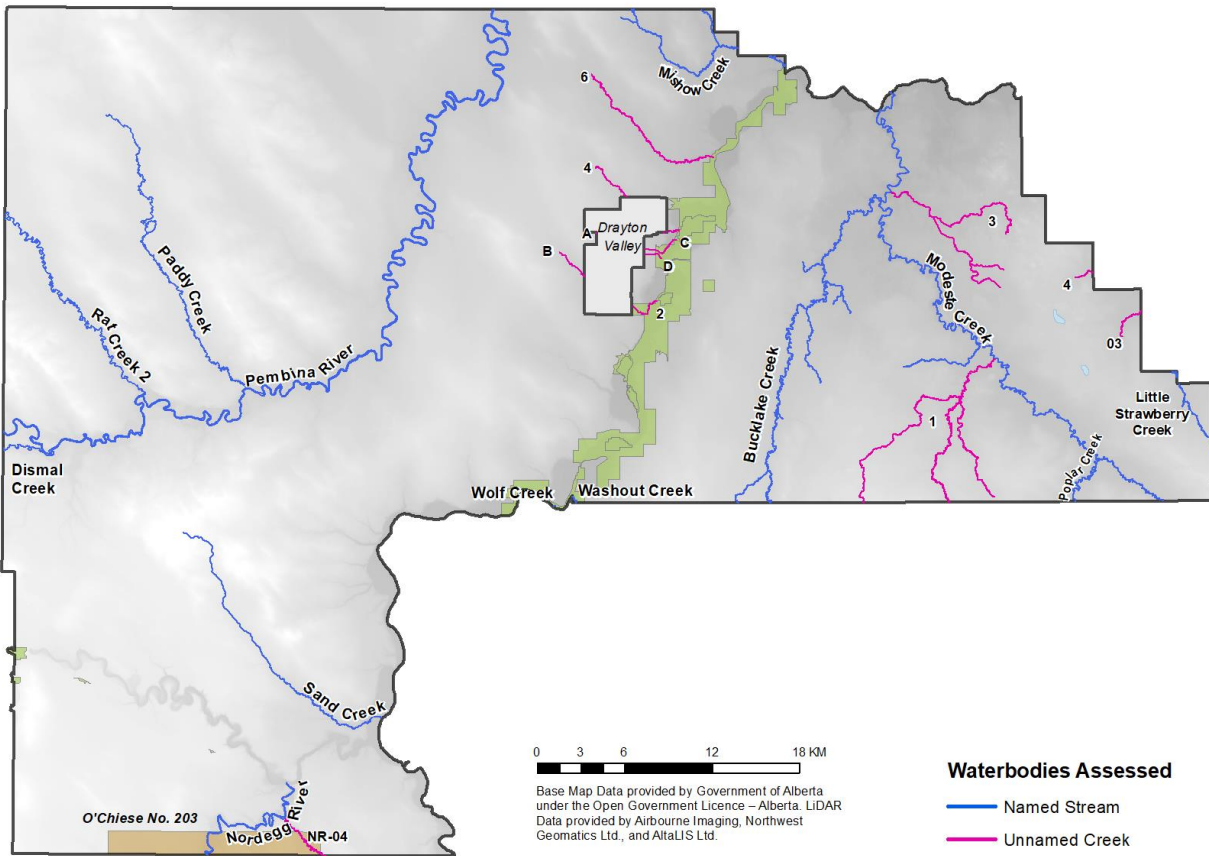 Mishow Creek
6
4
A
Drayton
Valley
B
C
D
2
3
4
03
Modeste Creek
Paddy Creek
Rat Creek 2
Pembina River
Bucklake Creek
1
Little
Strawberry
Creek
Poplar Creek
Dismal
Creek
Wolf Creek
Washout Creek
Sand Creek
O'Chiese No. 203
Nordegg River
NR-04
0 3 6 12 18 KM
Base Map Data provided by Government of Alberta
under the Open Government Licence – Alberta. LiDAR
Data provided by Airbourne Imaging, Northwest
Geomatics Ltd., and AltaLIS Ltd.
Waterbodies Assessed
Named Stream
Unnamed Creek